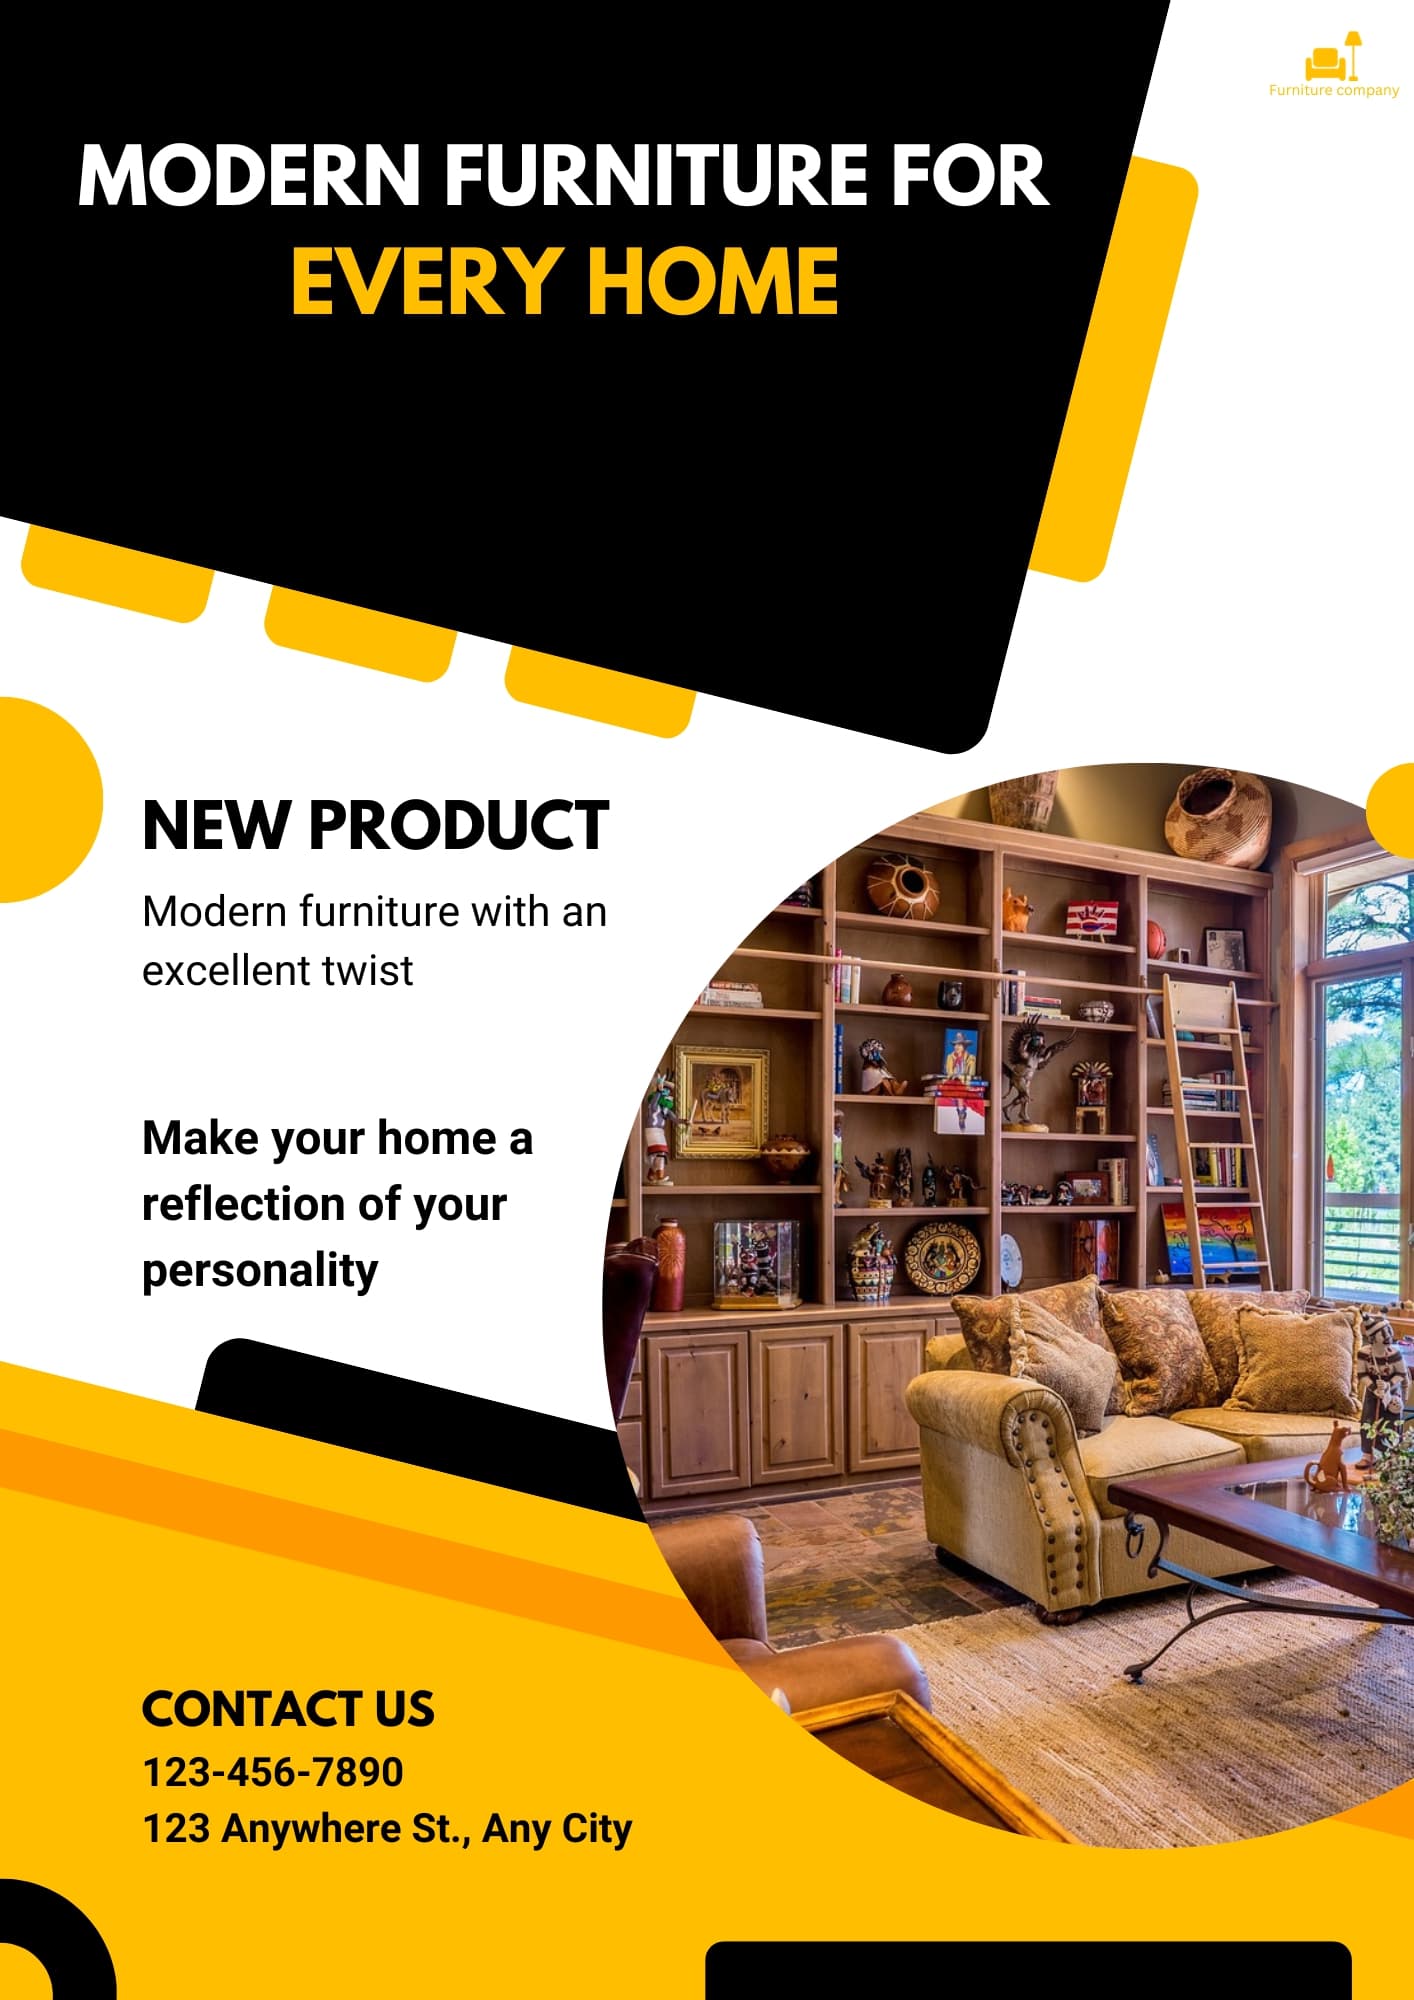 Furniture company
MODERN FURNITURE FOR
EVERY HOME
NEW PRODUCT
Modern furniture with an
excellent twist
Make your home a
reflection of your
personality
CONTACT US
123-456-7890
123 Anywhere St., Any City